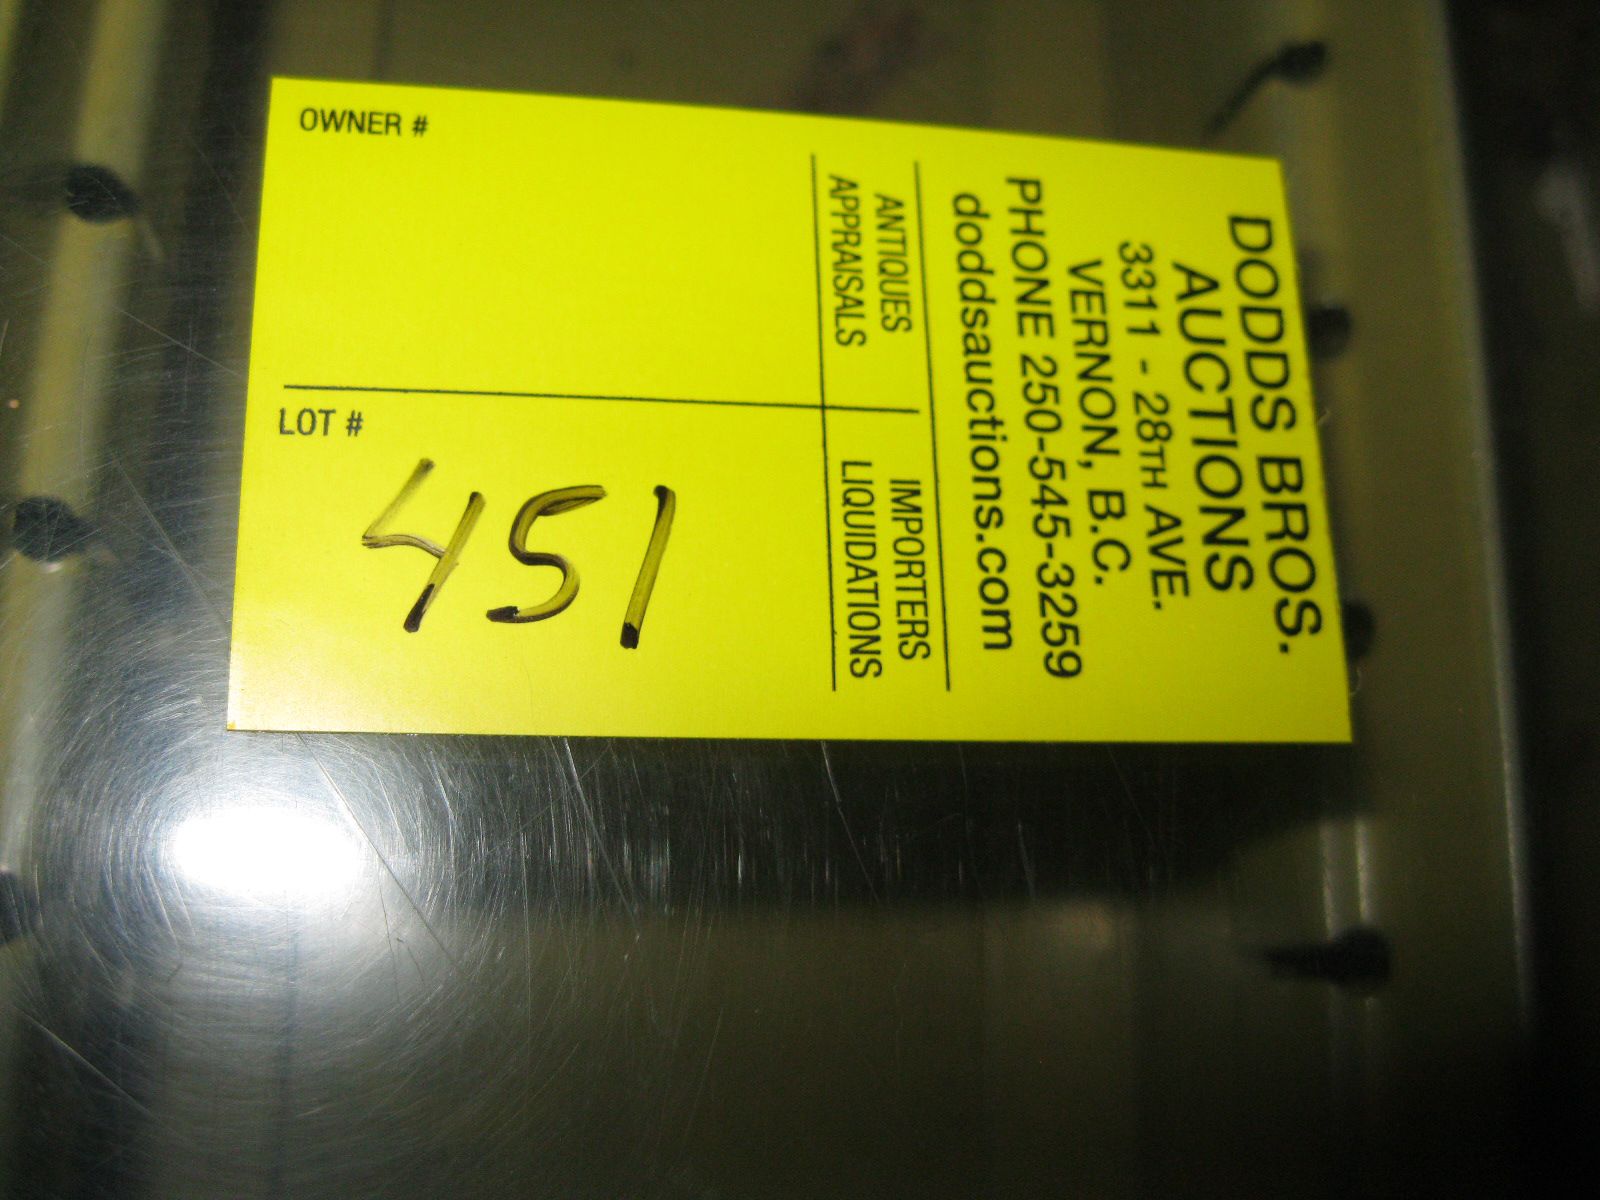 OWNER #
LOT #
451
DODDS BROS.
AUCTIONS
3311 - 28TH AVE.
VERNON, B.C.
PHONE 250-545-3259
doddsauctions.com
ANTIQUES
APPRAISALS
IMPORTERS
LIQUIDATIONS